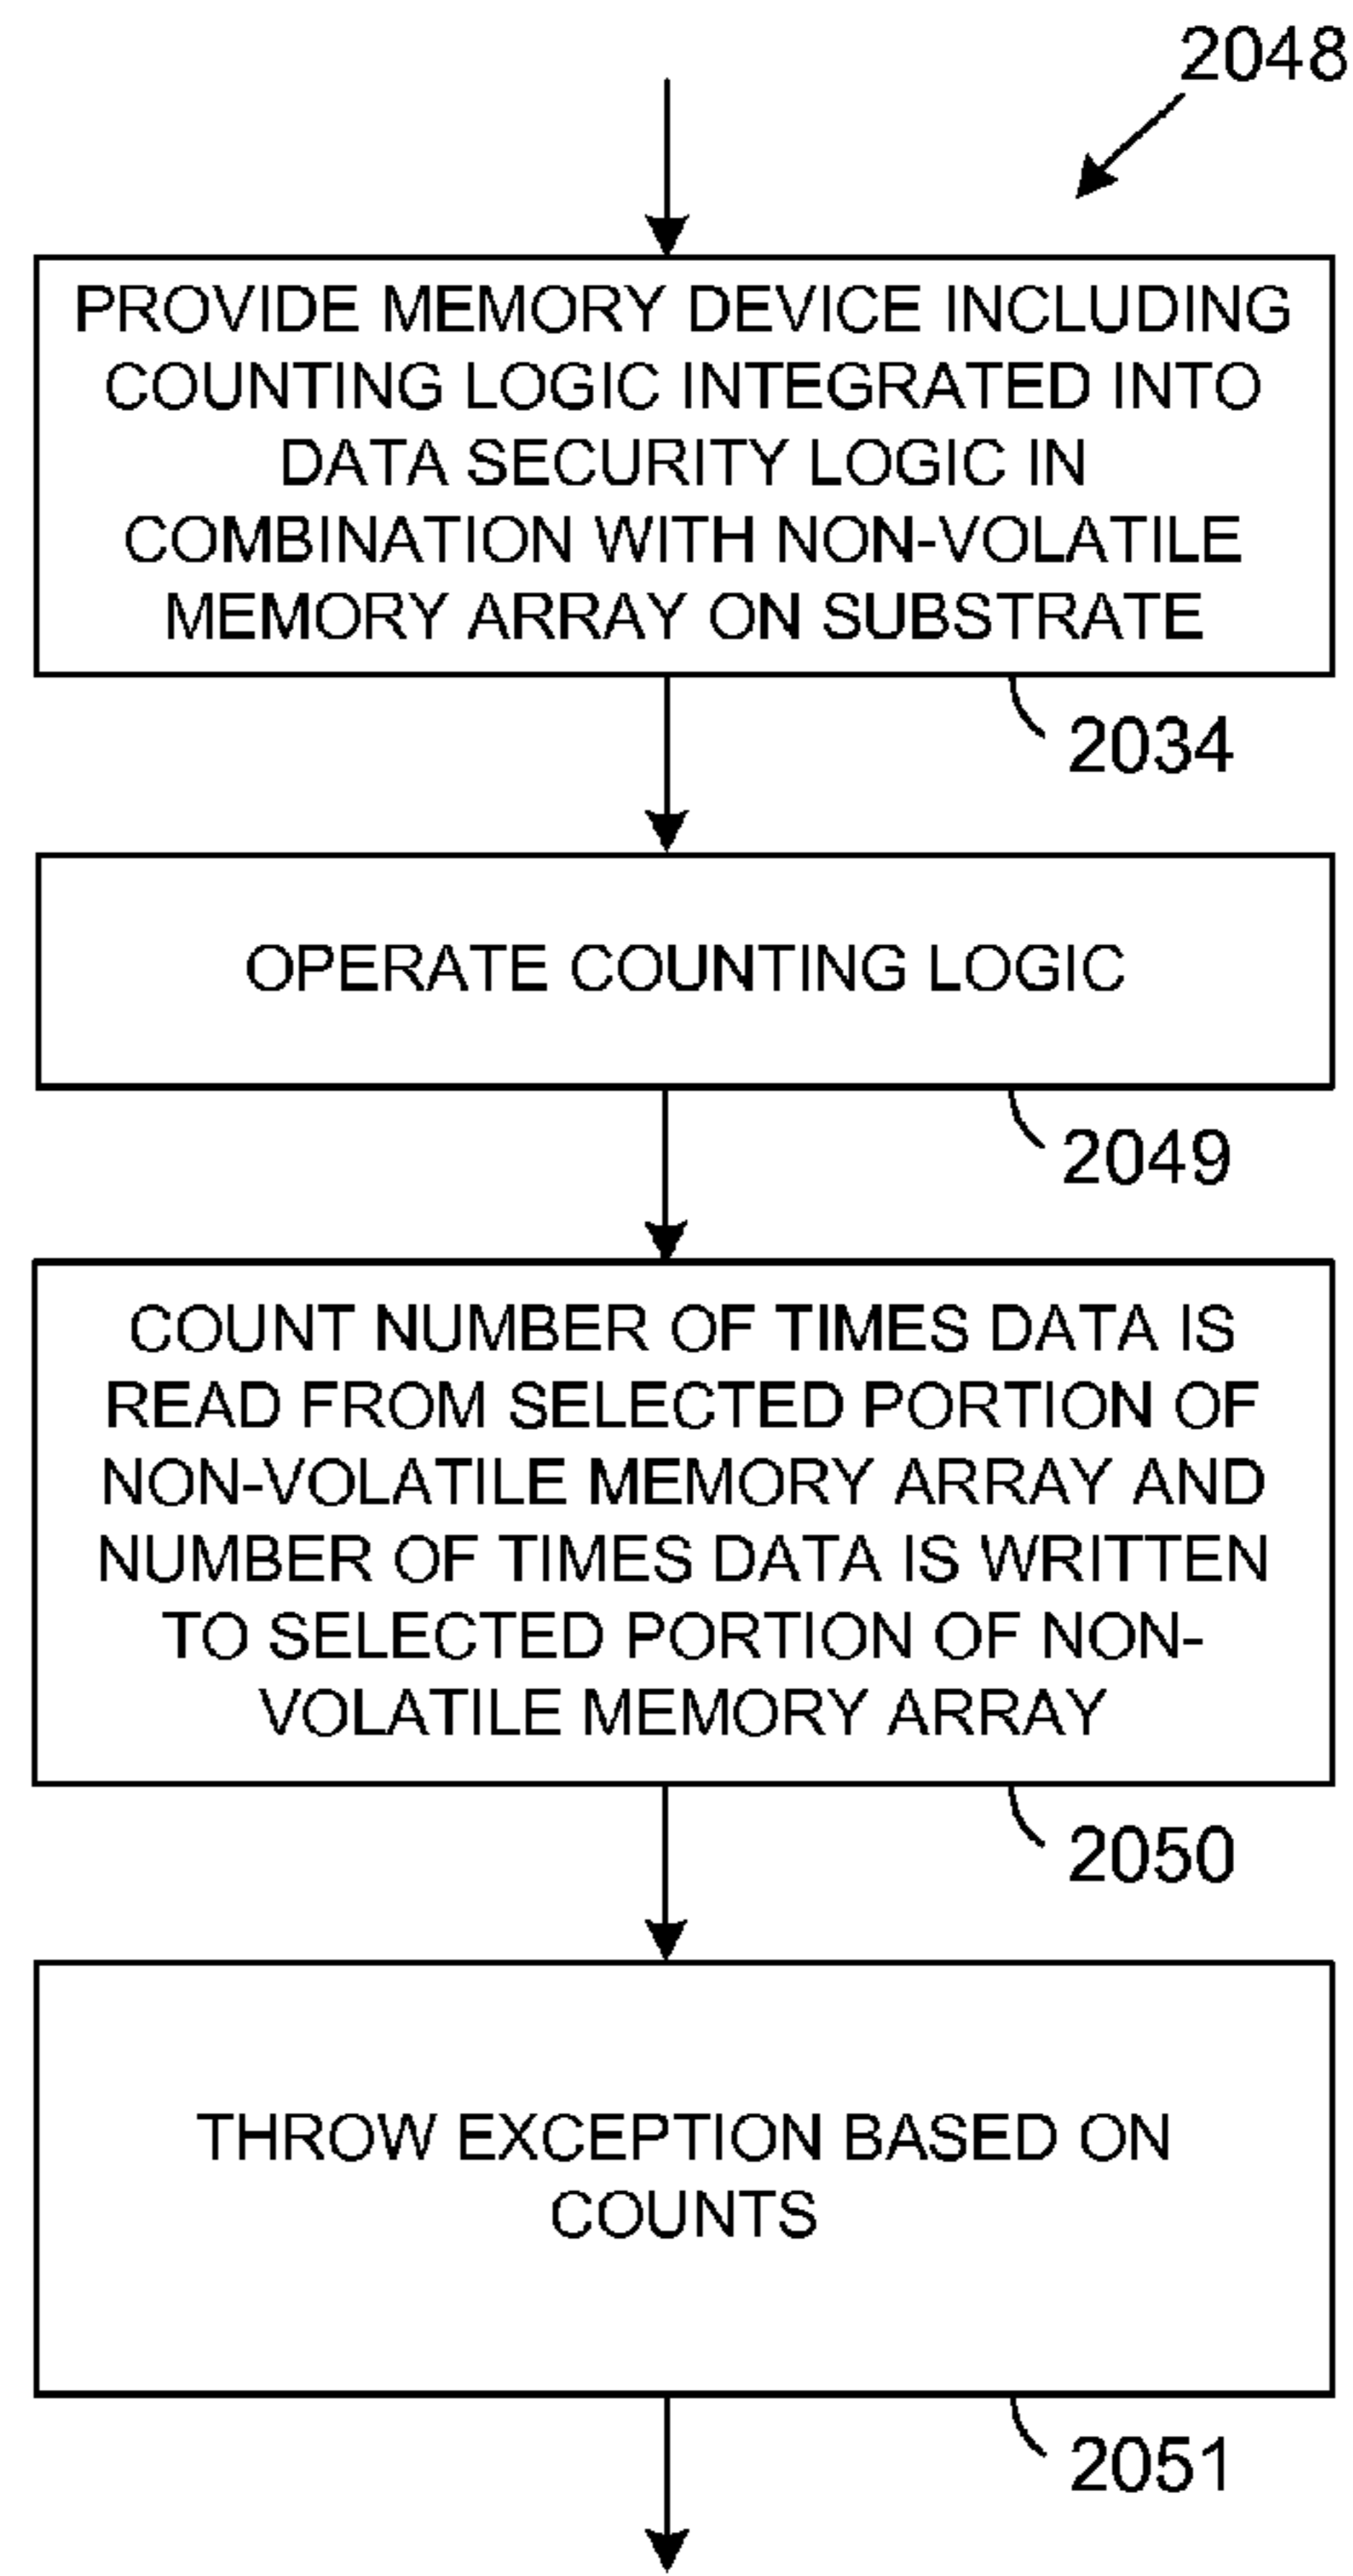 2048
PROVIDE MEMORY DEVICE INCLUDING
COUNTING LOGIC INTEGRATED INTO
DATA SECURITY LOGIC IN
COMBINATION WITH NON-VOLATILE
MEMORY ARRAY ON SUBSTRATE
2034
OPERATE COUNTING LOGIC
2049
COUNT NUMBER OF TIMES DATA IS
READ FROM SELECTED PORTION OF
NON-VOLATILE MEMORY ARRAY AND
NUMBER OF TIMES DATA IS WRITTEN
TO SELECTED PORTION OF NON-
VOLATILE MEMORY ARRAY
2050
THROW EXCEPTION BASED ON
COUNTS
2051